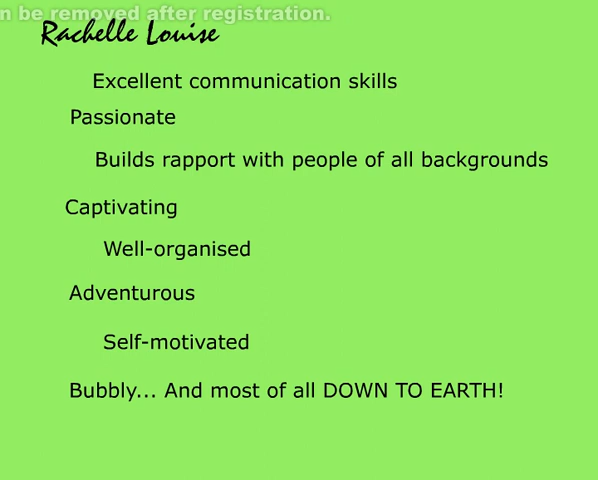 n be removed after registration.
Rachelle Louise
Excellent communication skills
Passionate
Builds rapport with people of all backgrounds
Captivating
Well-organised
Adventurous
Self-motivated
Bubbly... And most of all DOWN TO EARTH!